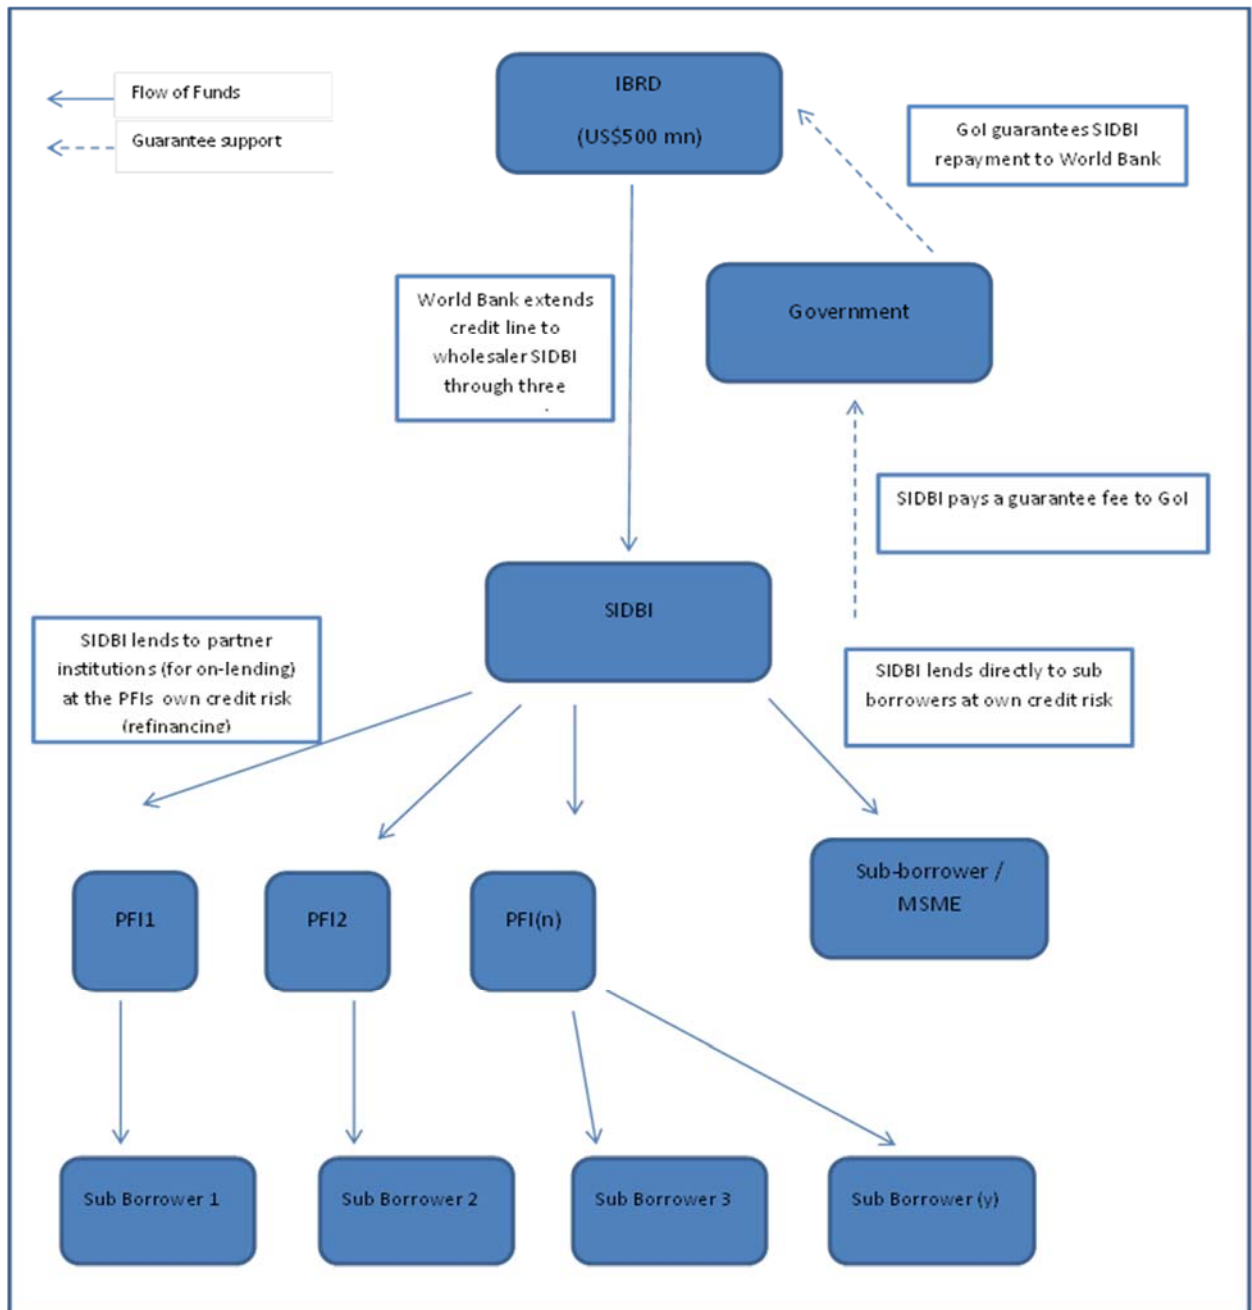 Flow of Funds
Guarantee support
IBRD
(US$500 mn)
GoI guarantees SIDBI
repayment to World Bank
World Bank extends
credit line to
wholesaler SIDBI
through three
Government
SIDBI pays a guarantee fee to GoI
SIDBI
SIDBI lends to partner
institutions (for on-lending)
at the PFIs own credit risk
(refinancing)
SIDBI lends directly to sub
borrowers at own credit risk
PFI1
PFI2
PFI(n)
Sub-borrower /
MSME
Sub Borrower 1
Sub Borrower 2
Sub Borrower 3
Sub Borrower (y)